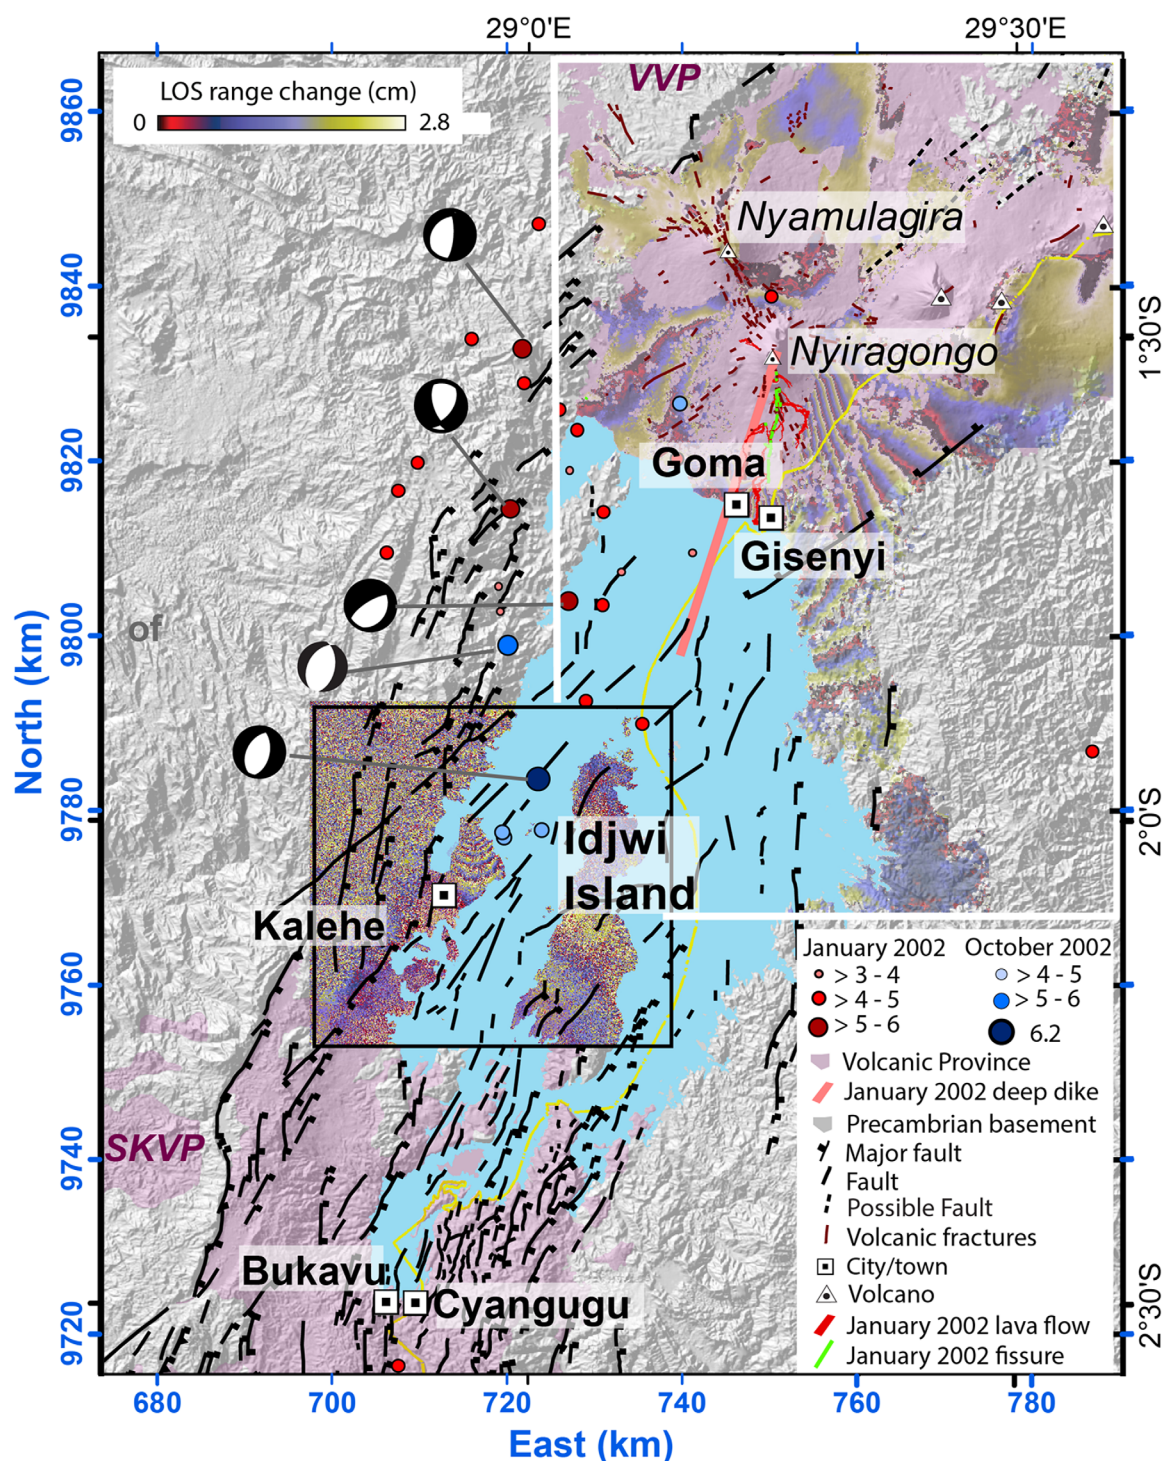 29°0'E
29°30'E
VVP
LOS range change (cm)
0
2.8
9860
Nyamulagira
9840
Nyiragongo
1°30'S
9820
Goma
Gisenyi
of
9800
North (km)
9780
Idjwi
Island
2°0'S
Kalehe
9760
January 2002
October 2002
> 3 - 4
> 4 - 5
> 4 - 5
> 5 - 6
> 5 - 6
6.2
Volcanic Province
January 2002 deep dike
Precambrian basement
Major fault
Fault
Possible Fault
Volcanic fractures
City/town
Volcano
January 2002 lava flow
January 2002 fissure
9740
SKVP
Bukavu
Cyangugu
2°30'S
9720
680
700
720
740
760
780
East (km)